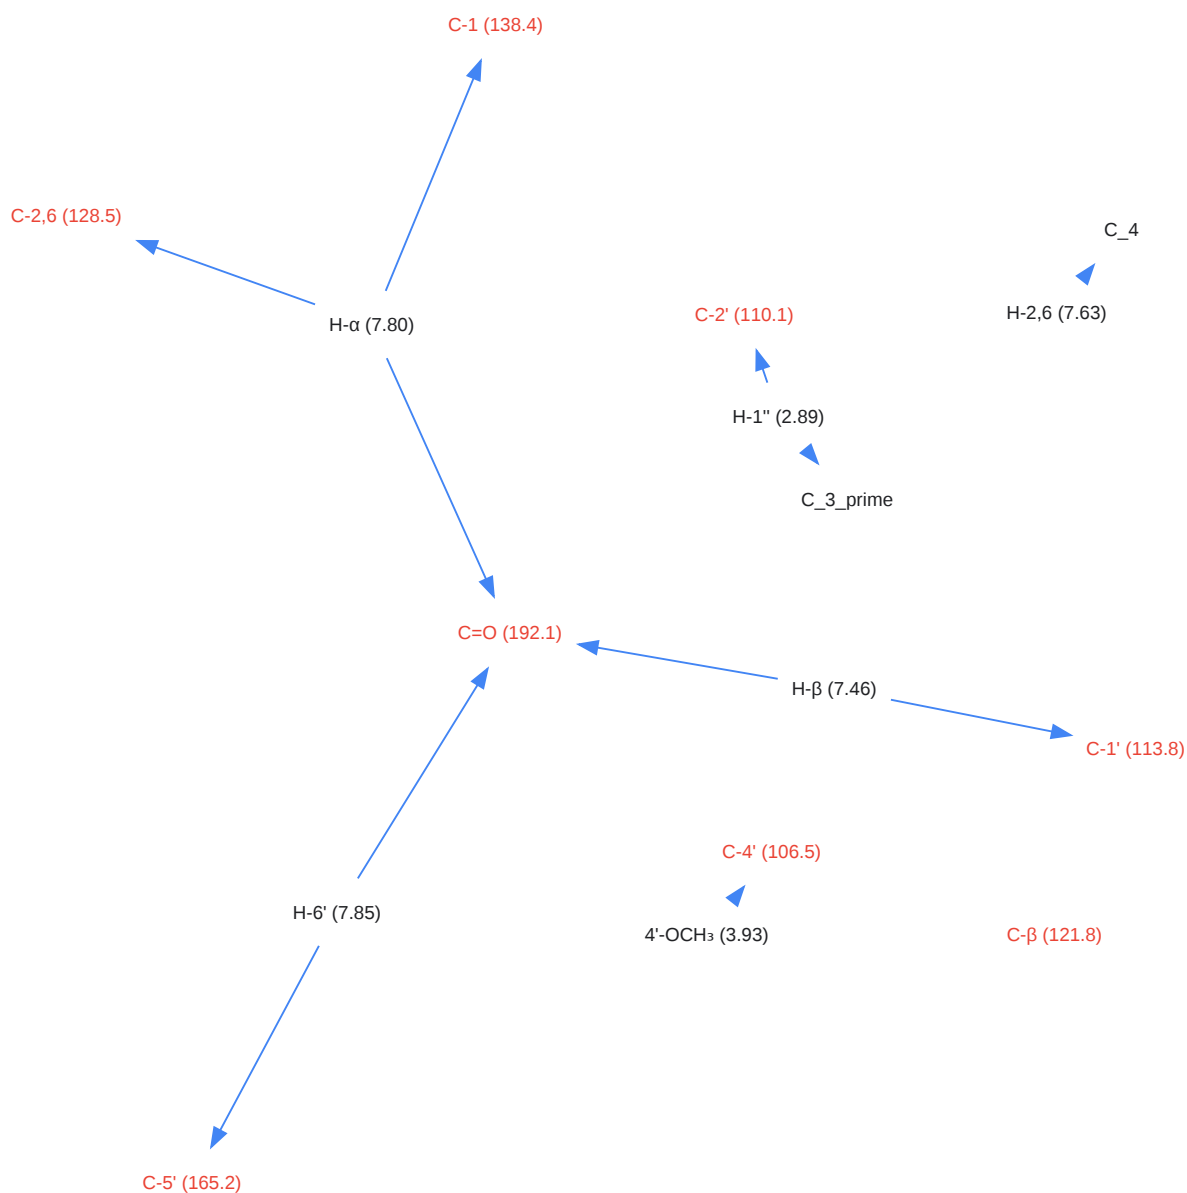 C-1 (138.4)
C-2,6 (128.5)
C_4
H-2,6 (7.63)
C-2' (110.1)
H-α (7.80)
H-1'' (2.89)
C_3_prime
C=O (192.1)
H-β (7.46)
C-1' (113.8)
C-4' (106.5)
H-6' (7.85)
4'-OCH₃ (3.93)
C-β (121.8)
C-5' (165.2)